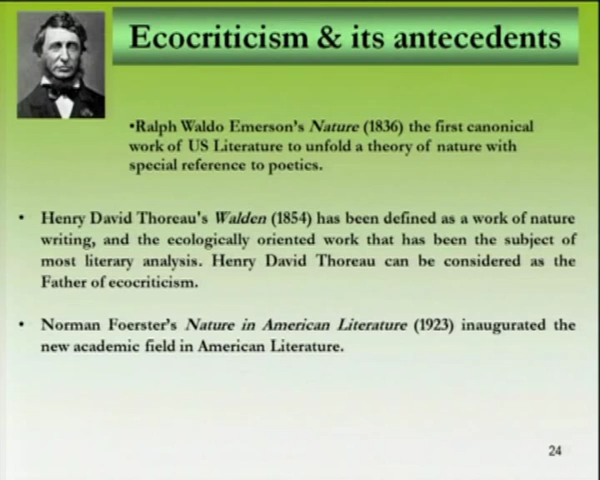 Ecocriticism & its antecedents
•Ralph Waldo Emerson's Nature (1836) the first canonical
work of US Literature to unfold a theory of nature with
special reference to poetics.
• Henry David Thoreau's Walden (1854) has been defined as a work of nature
writing, and the ecologically oriented work that has been the subject of
most literary analysis. Henry David Thoreau can be considered as the
Father of ecocriticism.
• Norman Foerster's Nature in American Literature (1923) inaugurated the
new academic field in American Literature.
24